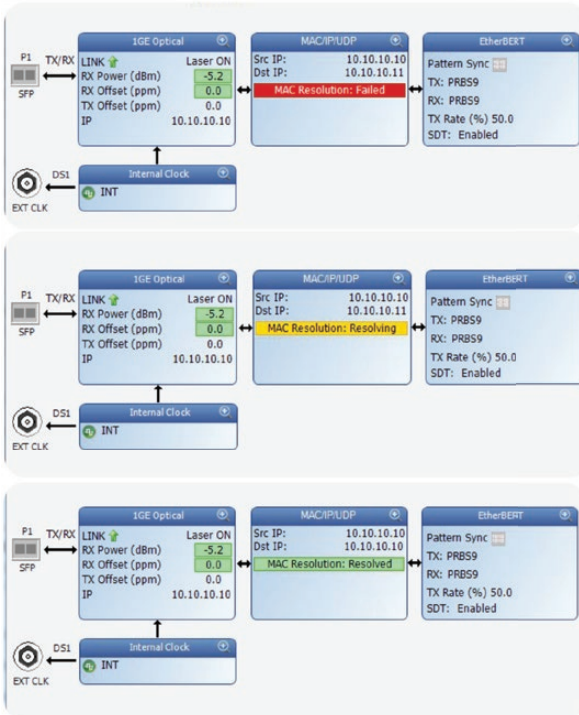 1GE Optical
MAC/IP/UDP
EtherBERT
P1
TX/RX
SFP
LINK
Laser ON
RX Power (dBm)
-5.2
RX Offset (ppm)
0.0
TX Offset (ppm)
0.0
IP
10.10.10.10
Src IP:
10.10.10.10
Dst IP:
10.10.10.11
MAC Resolution: Failed
Pattern Sync
TX: PRBS9
RX: PRBS9
TX Rate (%) 50.0
SDT: Enabled
DS1
EXT CLK
Internal Clock
INT
1GE Optical
MAC/IP/UDP
EtherBERT
P1
TX/RX
SFP
LINK
Laser ON
RX Power (dBm)
-5.2
RX Offset (ppm)
0.0
TX Offset (ppm)
0.0
IP
10.10.10.10
Src IP:
10.10.10.10
Dst IP:
10.10.10.11
MAC Resolution: Resolving
Pattern Sync
TX: PRBS9
RX: PRBS9
TX Rate (%) 50.0
SDT: Enabled
DS1
EXT CLK
Internal Clock
INT
1GE Optical
MAC/IP/UDP
EtherBERT
P1
TX/RX
SFP
LINK
Laser ON
RX Power (dBm)
-5.2
RX Offset (ppm)
0.0
TX Offset (ppm)
0.0
IP
10.10.10.10
Src IP:
10.10.10.10
Dst IP:
10.10.10.10
MAC Resolution: Resolved
Pattern Sync
TX: PRBS9
RX: PRBS9
TX Rate (%) 50.0
SDT: Enabled
DS1
EXT CLK
Internal Clock
INT